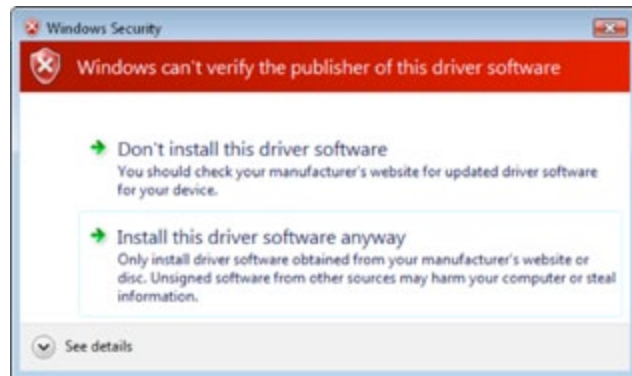 Windows Security
Windows can't verify the publisher of this driver software
Don't install this driver software
You should check your manufacturer's website for updated driver software
for your device.
Install this driver software anyway
Only install driver software obtained from your manufacturer's website or
disc. Unsigned software from other sources may harm your computer or steal
information.
See details